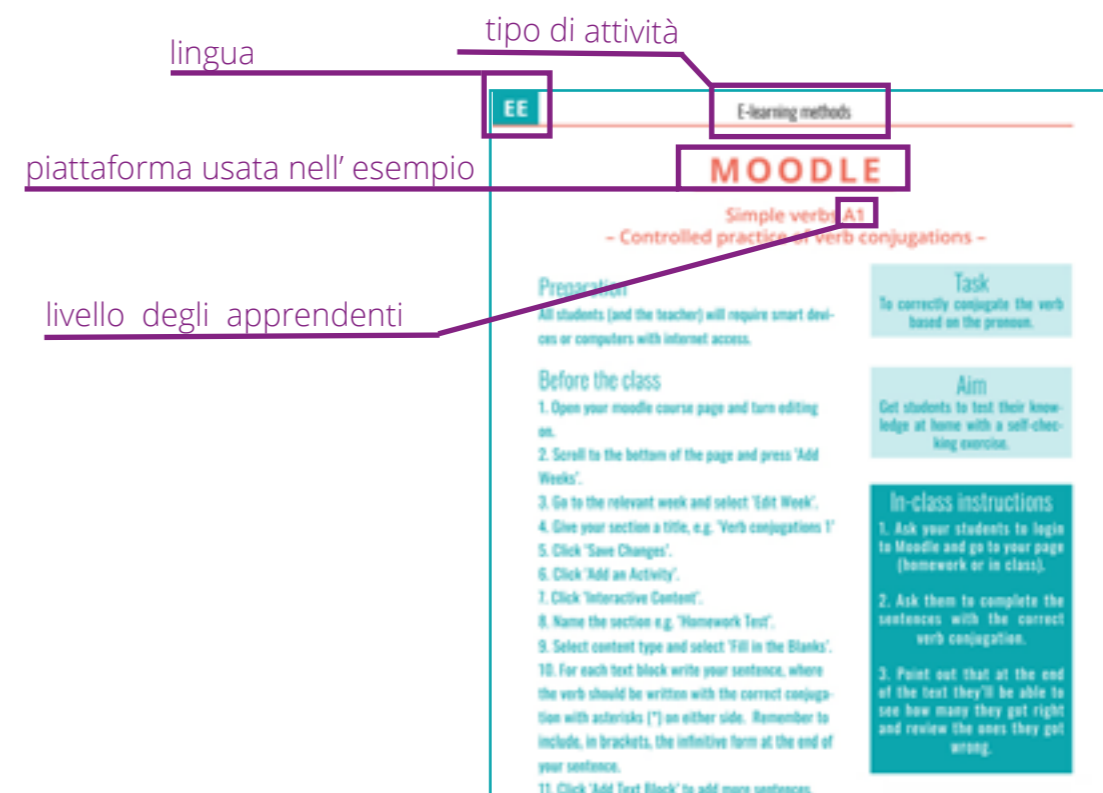 tipo di attività
lingua
EE
E-learning methods
piattaforma usata nell' esempio
MOODLE
Simple verbs A1
– Controlled practice of verb conjugations –
livello degli apprendenti
Preparation
All students (and the teacher) will require smart devi-
ces or computers with internet access.
Before the class
1. Open your moodle course page and turn editing
on.
2. Scroll to the bottom of the page and press 'Add
Weeks'.
3. Go to the relevant week and select 'Edit Week'.
4. Give your section a title, e.g. 'Verb conjugations 1'
5. Click 'Save Changes'.
6. Click 'Add an Activity'.
7. Click 'Interactive Content'.
8. Name the section e.g. 'Homework Test'.
9. Select content type and select 'Fill in the Blanks'.
10. For each text block write your sentence, where
the verb should be written with the correct conjuga-
tion with asterisks (*) on either side. Remember to
include, in brackets, the infinitive form at the end of
your sentence.
11. Click 'Add Text Block' to add more sentences.
Task
To correctly conjugate the verb
based on the pronoun.
Aim
Get students to test their know-
ledge at home with a self-chec-
king exercise.
In-class instructions
1. Ask your students to login
to Moodle and go to your page
(homework or in class).
2. Ask them to complete the
sentences with the correct
verb conjugation.
3. Point out that at the end
of the text they'll be able to
see how many they got right
and review the ones they got
wrong.